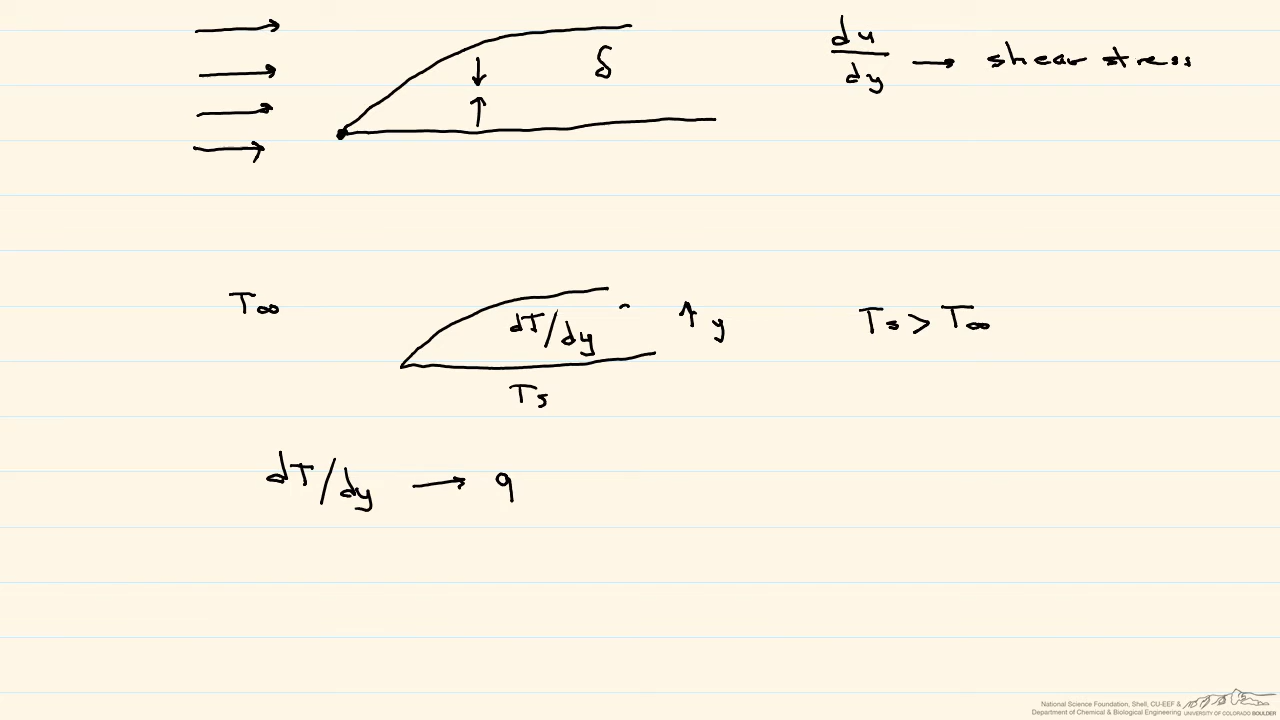 du/dy → shear stress
δ
T∞
dT/dy
↑ y
Ts > T∞
Ts
dT/dy → q
National Science Foundation, Shell, CU-EEF &
Department of Chemical & Biological Engineering UNIVERSITY OF COLORADO BOULDER